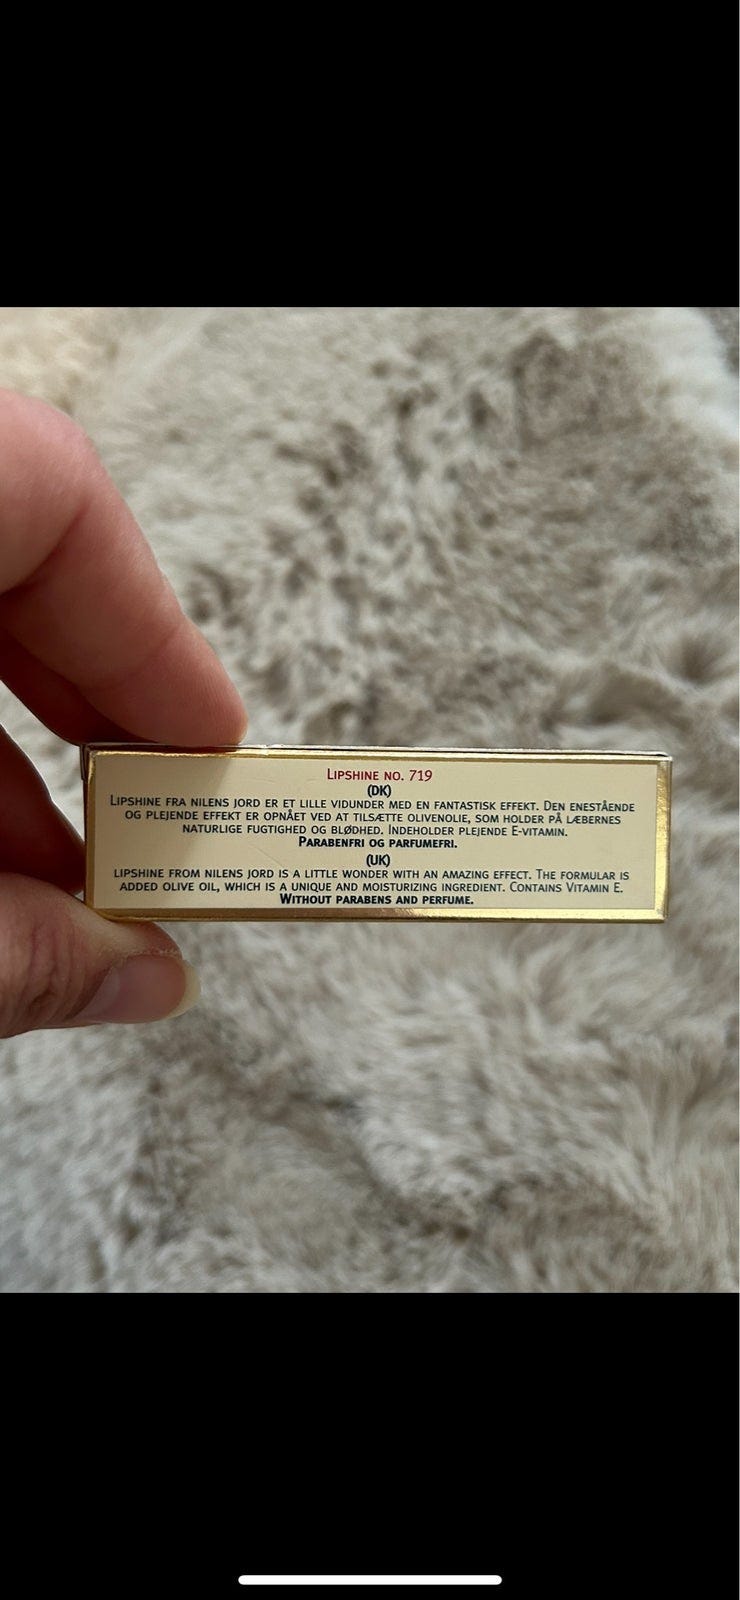 LIPSHINE NO. 719
(DK)
LIPSHINE FRA NILENS JORD ER ET LILLE VIDUNDER MED EN FANTASTISK EFFEKT. DEN ENESTÅENDE
OG PLEJENDE EFFEKT ER OPNÅET VED AT TILSÆTTE OLIVENOLIE, SOM HOLDER PÅ LÆBERNES
NATURLIGE FUGTIGHED OG BLØDHED. INDEHOLDER PLEJENDE E-VITAMIN.
PARABENFRI OG PARFUMEFRI.
(UK)
LIPSHINE FROM NILENS JORD IS A LITTLE WONDER WITH AN AMAZING EFFECT. THE FORMULAR IS
ADDED OLIVE OIL, WHICH IS A UNIQUE AND MOISTURIZING INGREDIENT. CONTAINS VITAMIN E.
WITHOUT PARABENS AND PERFUME.